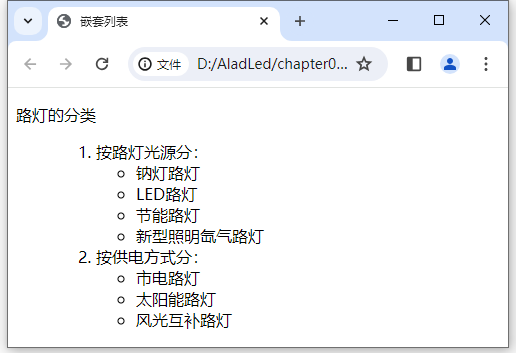 嵌套列表
文件
D:/AladLed/chapter0...
路灯的分类
1. 按路灯光源分：
钠灯路灯
LED路灯
节能路灯
新型照明氙气路灯
2. 按供电方式分：
市电路灯
太阳能路灯
风光互补路灯